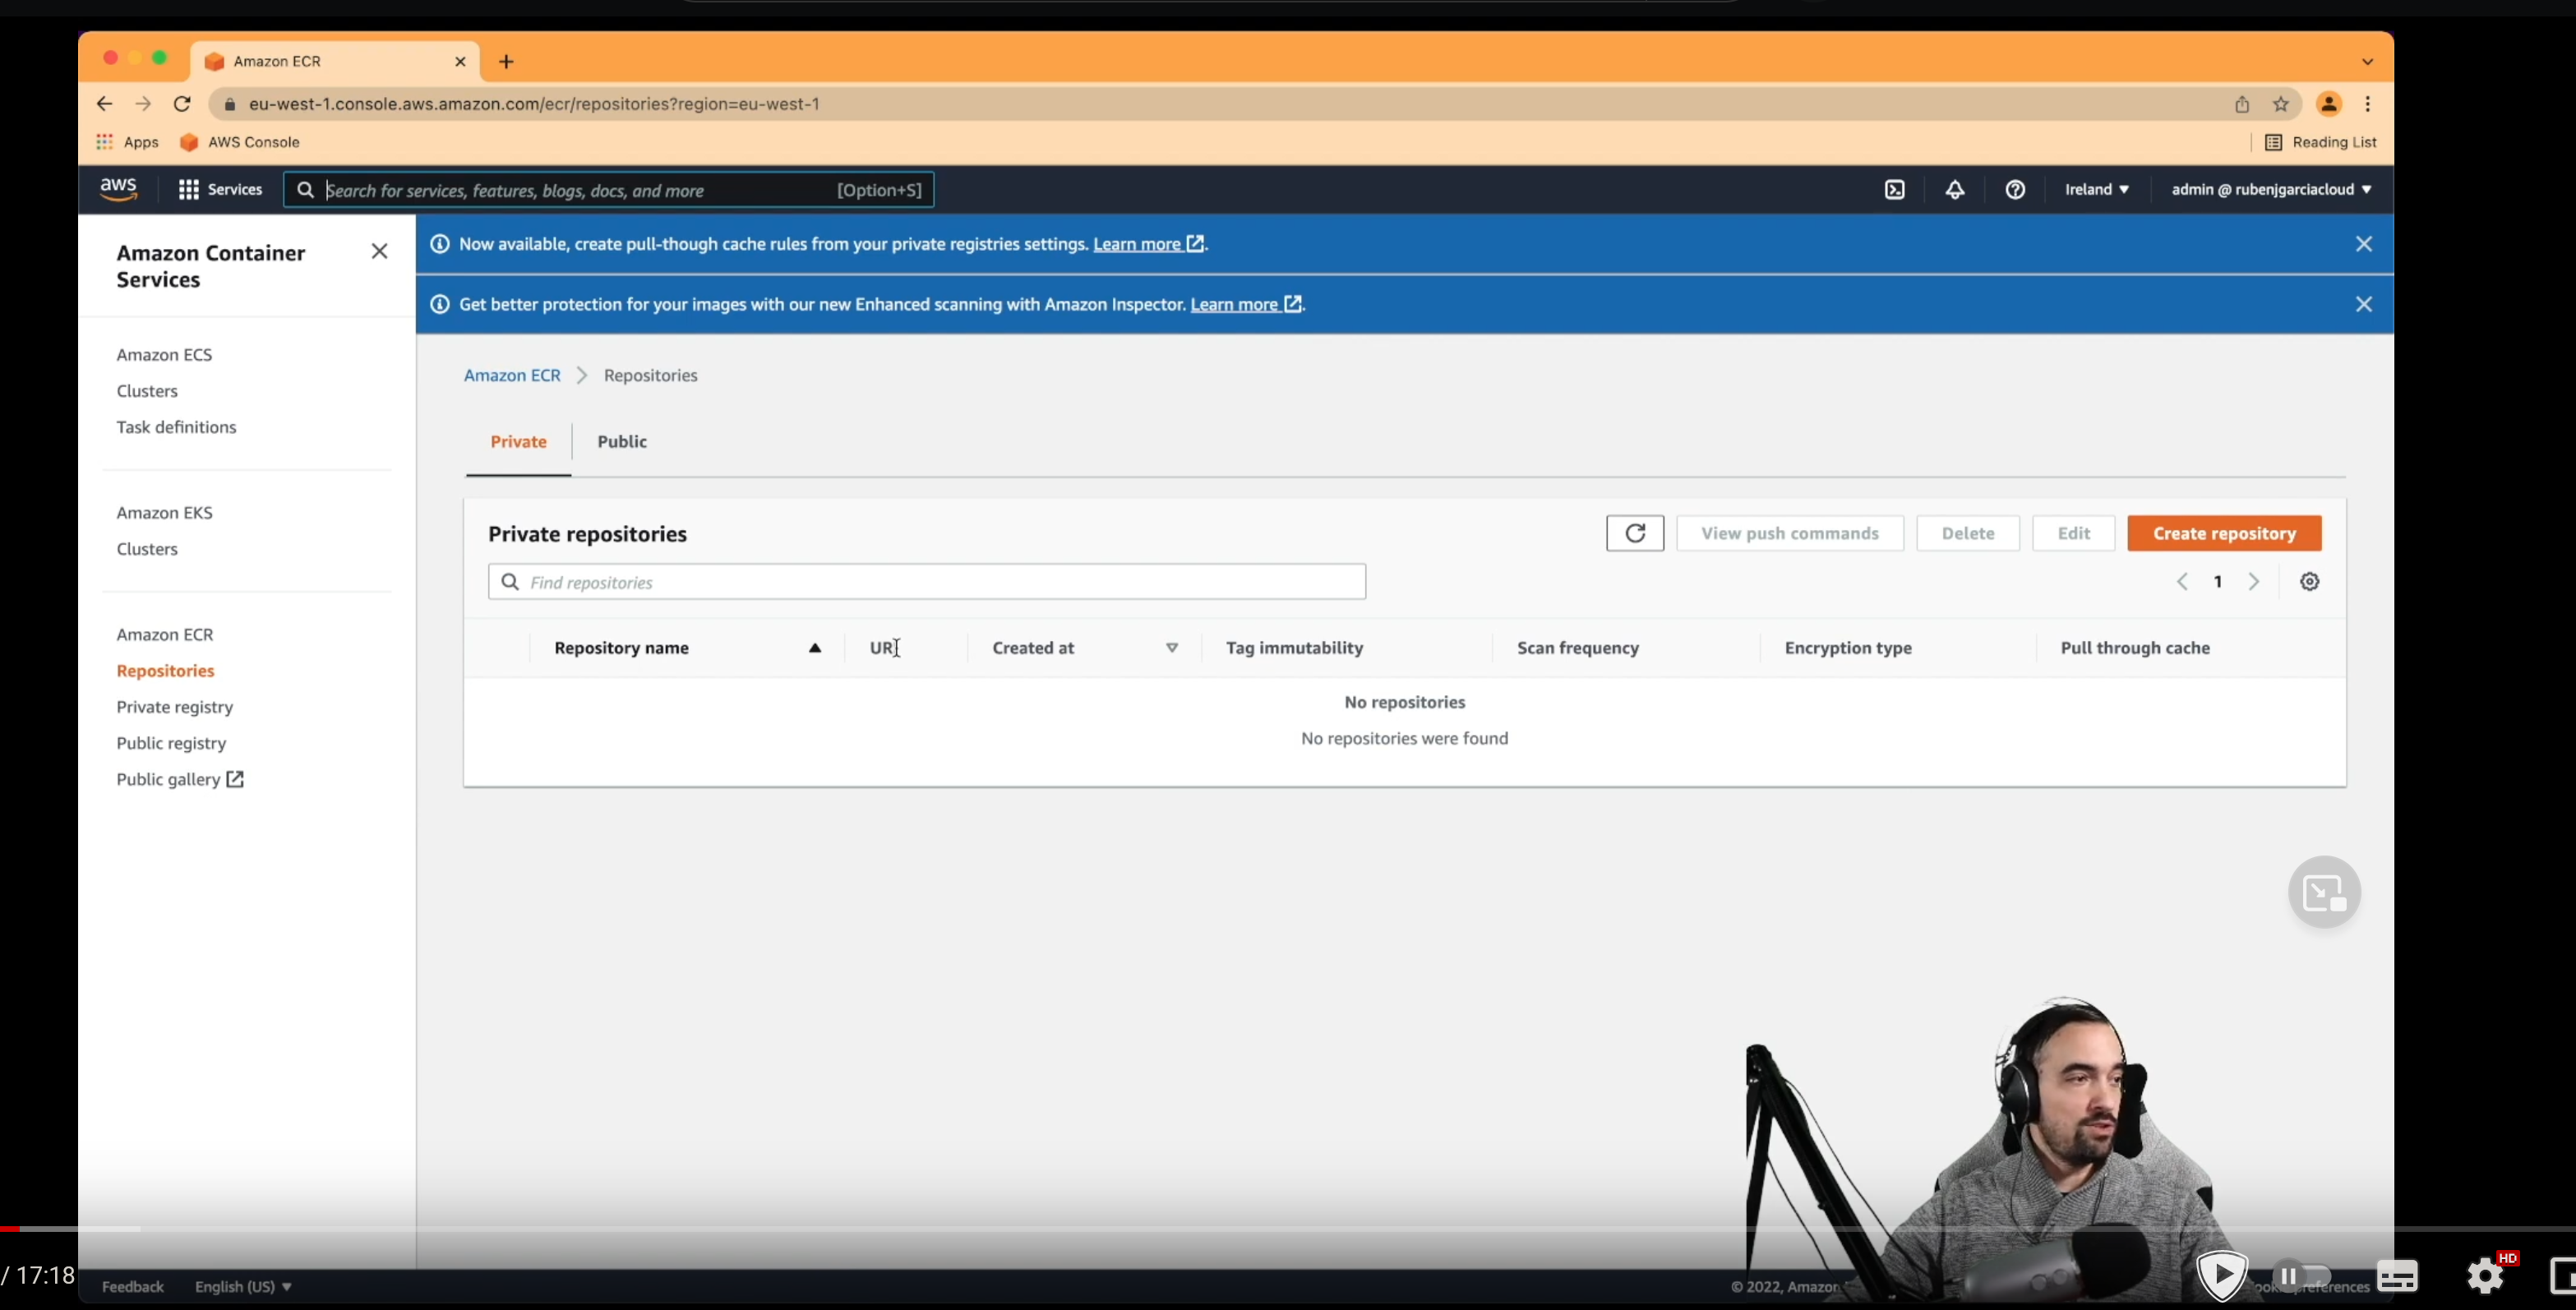 Amazon ECR
eu-west-1.console.aws.amazon.com/ecr/repositories?region=eu-west-1
Apps
AWS Console
Reading List
aws
Services
Search for services, features, blogs, docs, and more
[Option+S]
Ireland
admin @ rubenjgarciacloud
Amazon Container
Services
Now available, create pull-though cache rules from your private registries settings. Learn more.
Get better protection for your images with our new Enhanced scanning with Amazon Inspector. Learn more.
Amazon ECS
Clusters
Task definitions
Amazon EKS
Clusters
Amazon ECR
Repositories
Private registry
Public registry
Public gallery
Amazon ECR
Repositories
Private
Public
Private repositories
View push commands
Delete
Edit
Create repository
Find repositories
1
Repository name
URI
Created at
Tag immutability
Scan frequency
Encryption type
Pull through cache
No repositories
No repositories were found
/ 17:18
Feedback
English (US)
© 2022, Amazon
HD